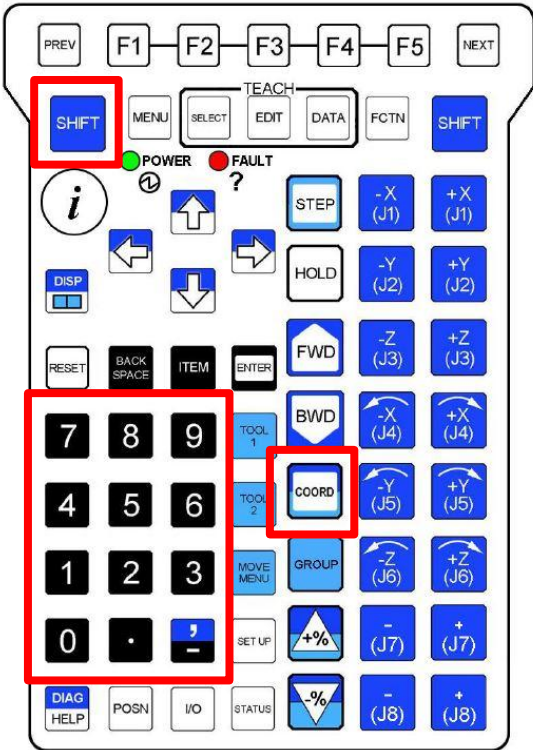 PREV F1 F2 F3 F4 F5 NEXT
TEACH
SHIFT MENU SELECT EDIT DATA FCTN SHIFT
POWER FAULT
i ? STEP -X (J1) +X (J1)
DISP HOLD -Y (J2) +Y (J2)
RESET BACK SPACE ITEM ENTER FWD -Z (J3) +Z (J3)
7 8 9 TOOL 1 BWD -X (J4) +X (J4)
4 5 6 TOOL 2 COORD -Y (J5) +Y (J5)
1 2 3 MOVE MENU GROUP -Z (J6) +Z (J6)
0 . , - SET UP +% - (J7) + (J7)
DIAG HELP POSN I/O STATUS -% - (J8) + (J8)